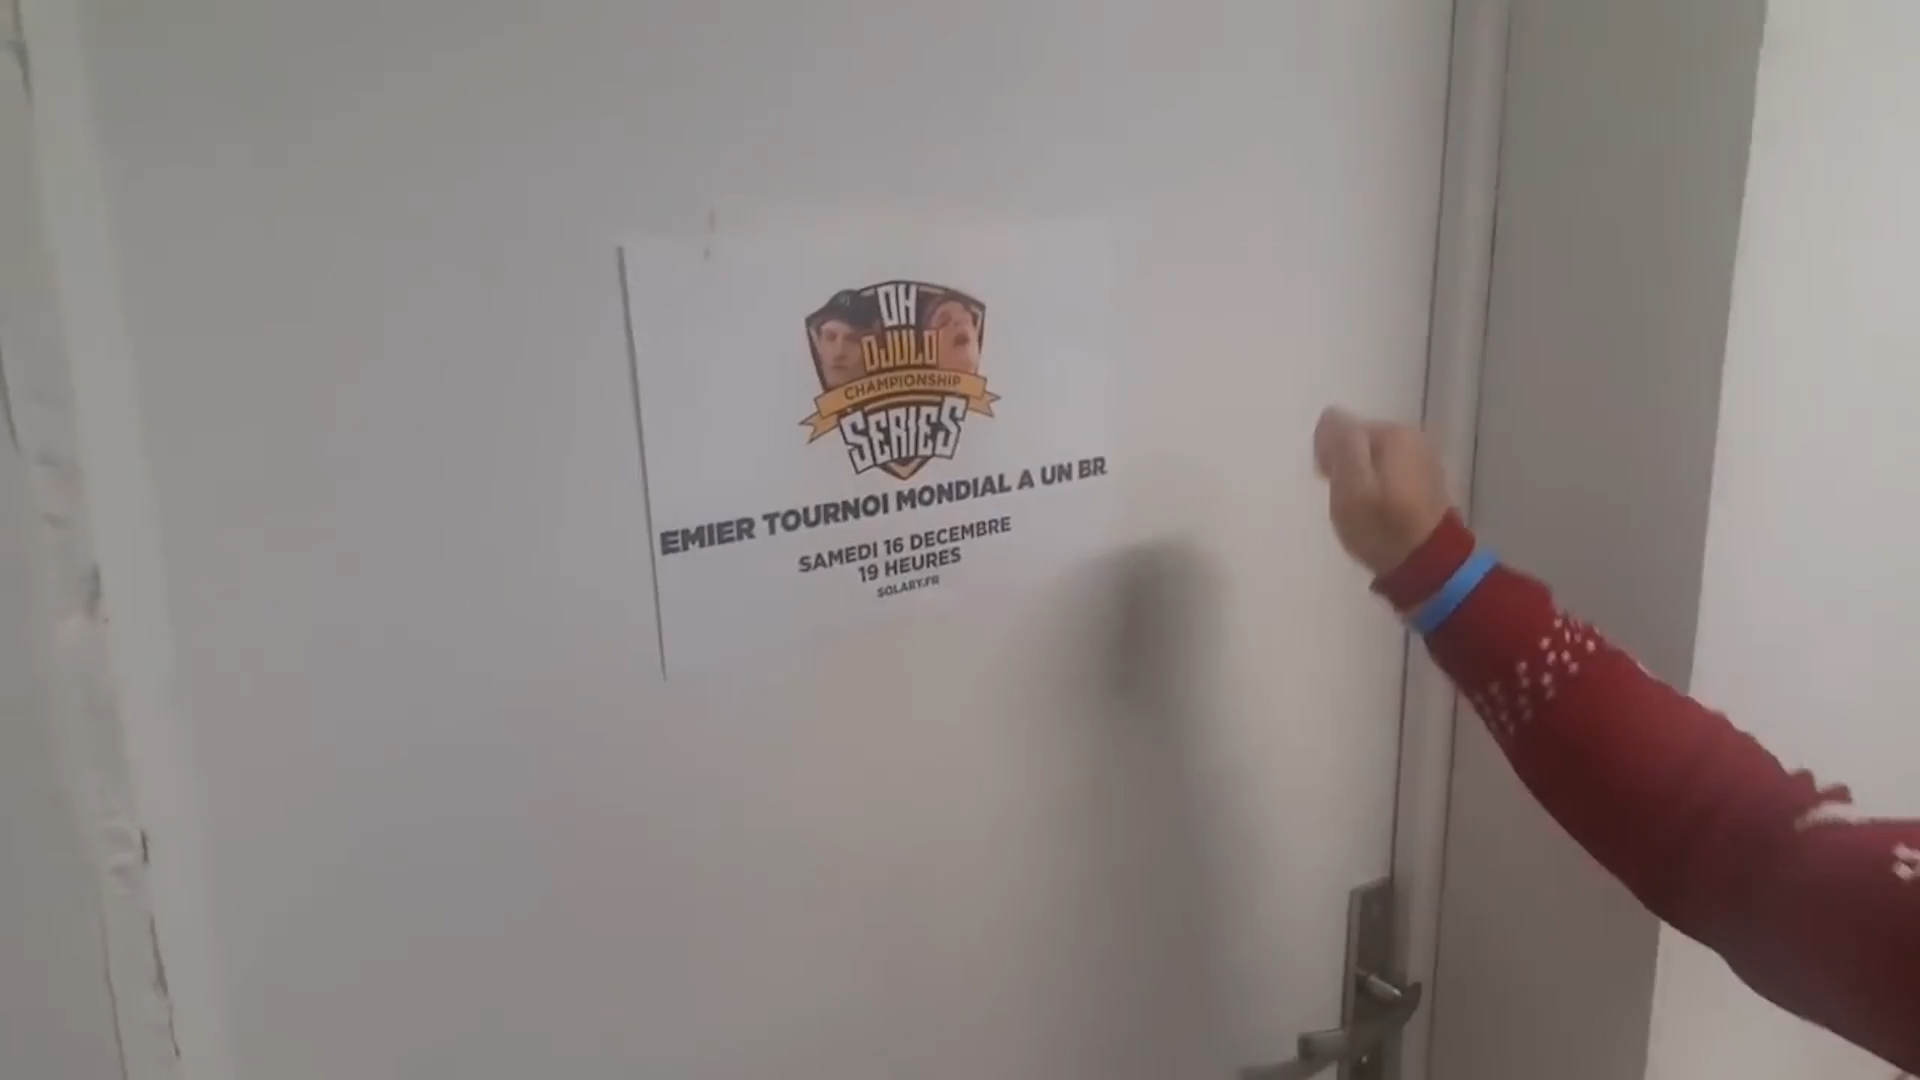 OH
DJULO
CHAMPIONSHIP
SERIES
EMIER TOURNOI MONDIAL A UN BR
SAMEDI 16 DECEMBRE
19 HEURES
SOLARY.FR